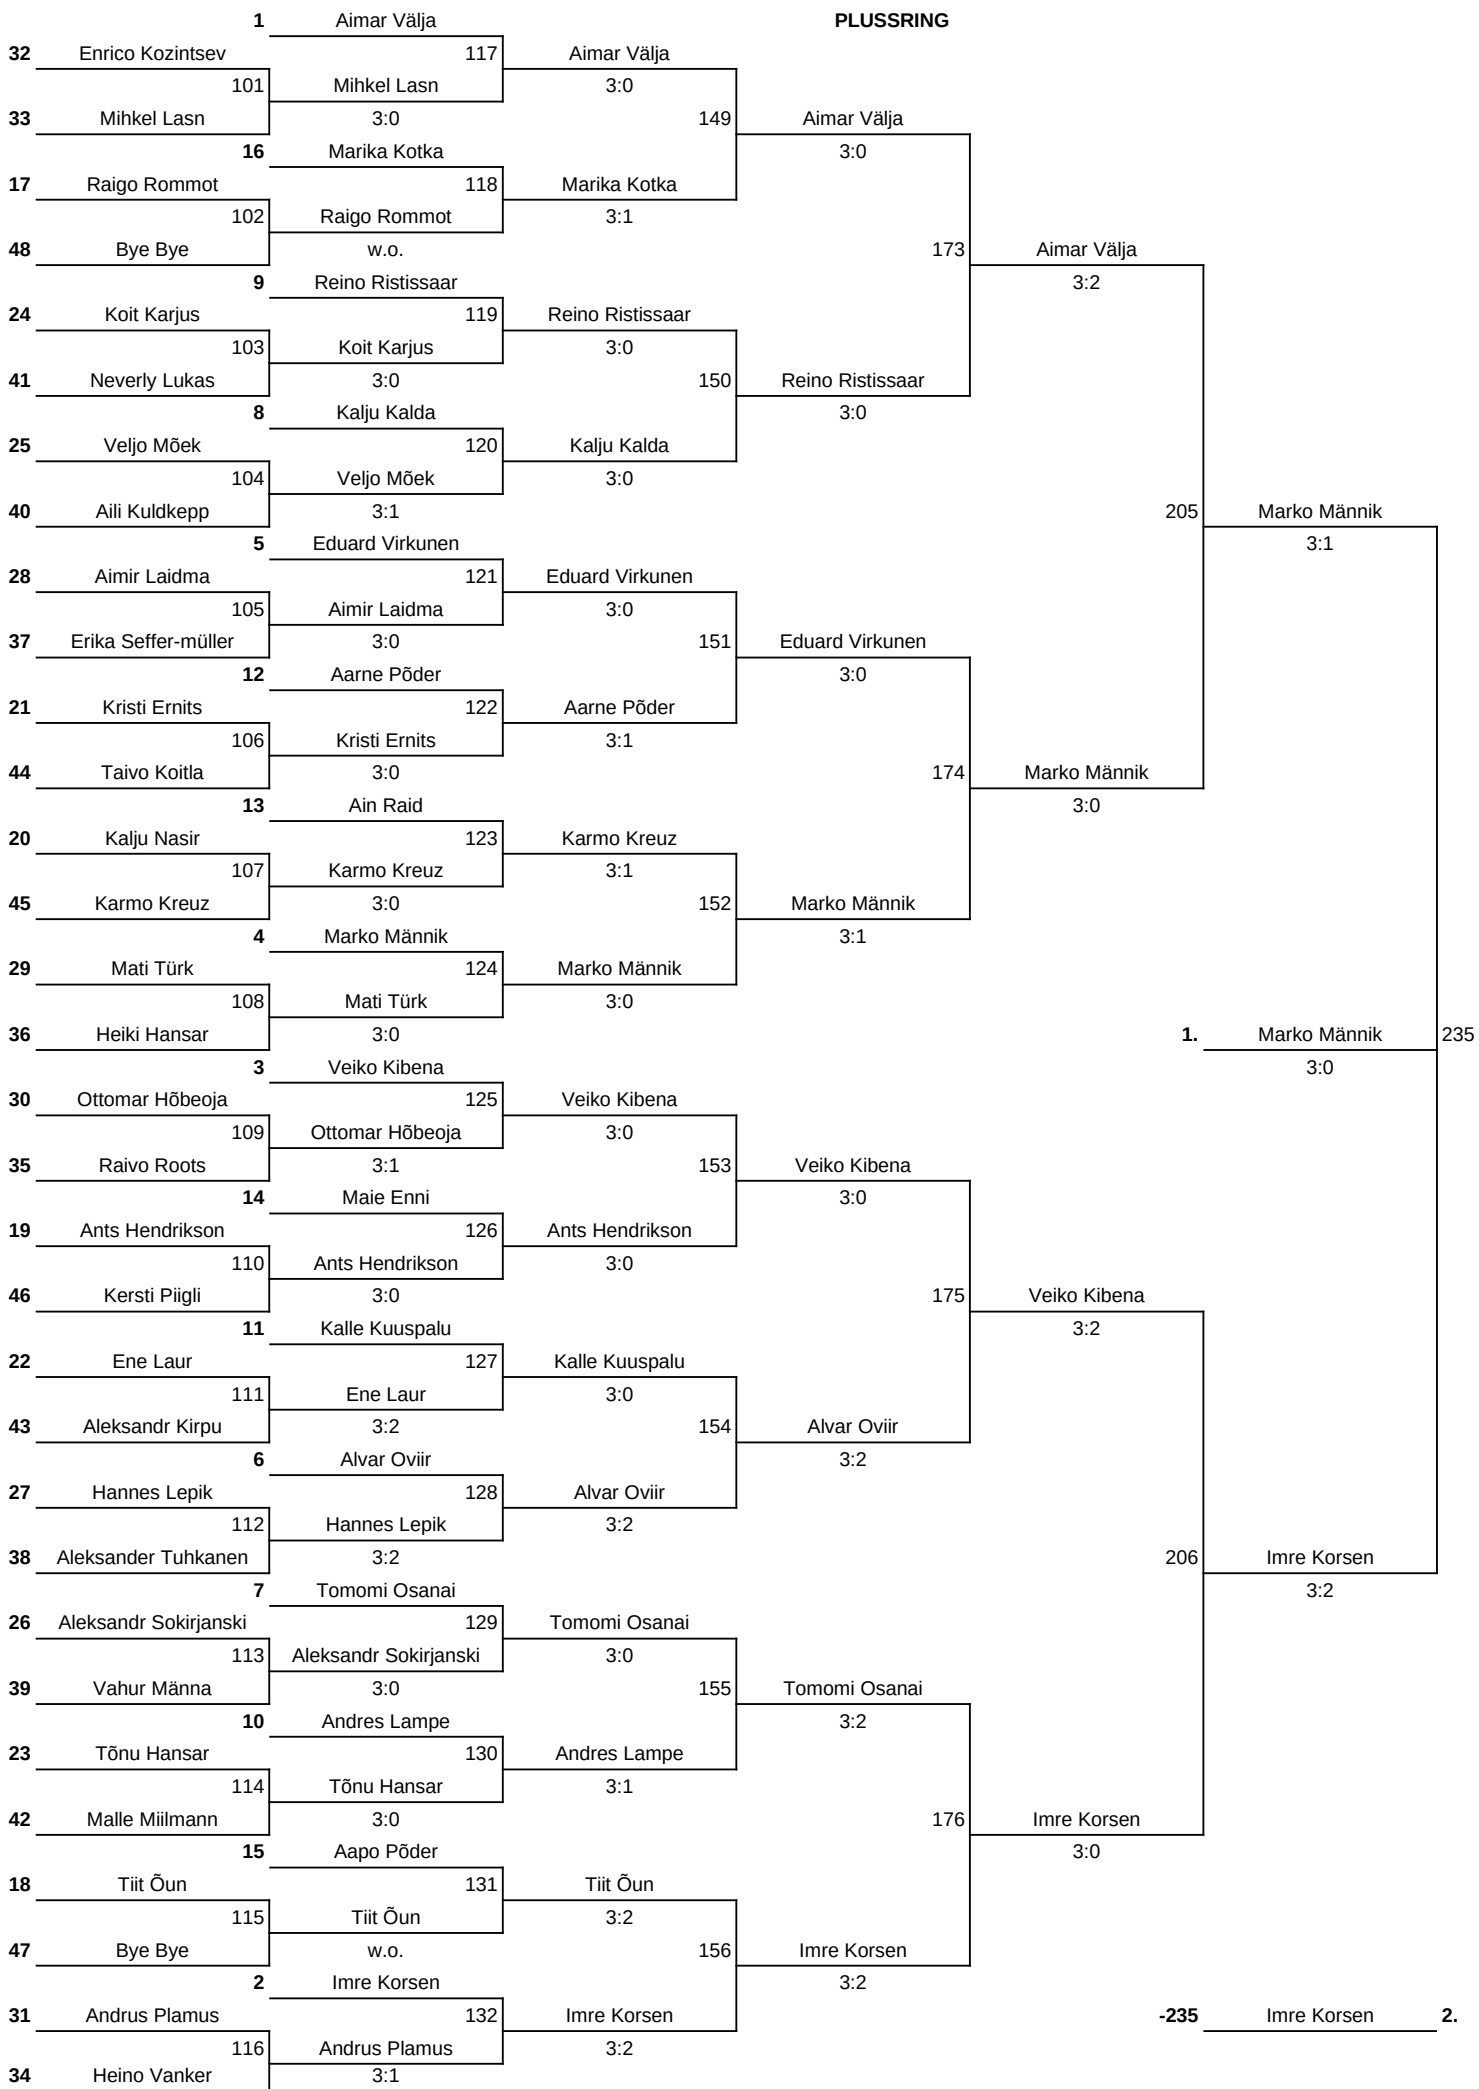 1 Aimar Välja PLUSSRING
32 Enrico Kozintsev 117 Aimar Välja
101 Mihkel Lasn 3:0
33 Mihkel Lasn 3:0 149 Aimar Välja
16 Marika Kotka 3:0
17 Raigo Rommot 118 Marika Kotka
102 Raigo Rommot 3:1
48 Bye Bye w.o. 173 Aimar Välja
9 Reino Ristissaar 3:2
24 Koit Karjus 119 Reino Ristissaar
103 Koit Karjus 3:0
41 Neverly Lukas 3:0 150 Reino Ristissaar
8 Kalju Kalda 3:0
25 Veljo Mõek 120 Kalju Kalda
104 Veljo Mõek 3:0
40 Aili Kuldkepp 3:1 205 Marko Männik
5 Eduard Virkunen 3:1
28 Aimir Laidma 121 Eduard Virkunen
105 Aimir Laidma 3:0
37 Erika Seffer-müller 3:0 151 Eduard Virkunen
12 Aarne Põder 3:0
21 Kristi Ernits 122 Aarne Põder
106 Kristi Ernits 3:1
44 Taivo Koitla 3:0 174 Marko Männik
13 Ain Raid 3:0
20 Kalju Nasir 123 Karmo Kreuz
107 Karmo Kreuz 3:1
45 Karmo Kreuz 3:0 152 Marko Männik
4 Marko Männik 3:1
29 Mati Türk 124 Marko Männik
108 Mati Türk 3:0
36 Heiki Hansar 3:0 1. Marko Männik 235
3 Veiko Kibena 3:0
30 Ottomar Hõbeoja 125 Veiko Kibena
109 Ottomar Hõbeoja 3:0
35 Raivo Roots 3:1 153 Veiko Kibena
14 Maie Enni 3:0
19 Ants Hendrikson 126 Ants Hendrikson
110 Ants Hendrikson 3:0
46 Kersti Piigli 3:0 175 Veiko Kibena
11 Kalle Kuuspalu 3:2
22 Ene Laur 127 Kalle Kuuspalu
111 Ene Laur 3:0
43 Aleksandr Kirpu 3:2 154 Alvar Oviir
6 Alvar Oviir 3:2
27 Hannes Lepik 128 Alvar Oviir
112 Hannes Lepik 3:2
38 Aleksander Tuhkanen 3:2 206 Imre Korsen
7 Tomomi Osanai 3:2
26 Aleksandr Sokirjanski 129 Tomomi Osanai
113 Aleksandr Sokirjanski 3:0
39 Vahur Männa 3:0 155 Tomomi Osanai
10 Andres Lampe 3:2
23 Tõnu Hansar 130 Andres Lampe
114 Tõnu Hansar 3:1
42 Malle Miilmann 3:0 176 Imre Korsen
15 Aapo Põder 3:0
18 Tiit Õun 131 Tiit Õun
115 Tiit Õun 3:2
47 Bye Bye w.o. 156 Imre Korsen
2 Imre Korsen 3:2
31 Andrus Plamus 132 Imre Korsen -235 Imre Korsen 2.
116 Andrus Plamus 3:2
34 Heino Vanker 3:1